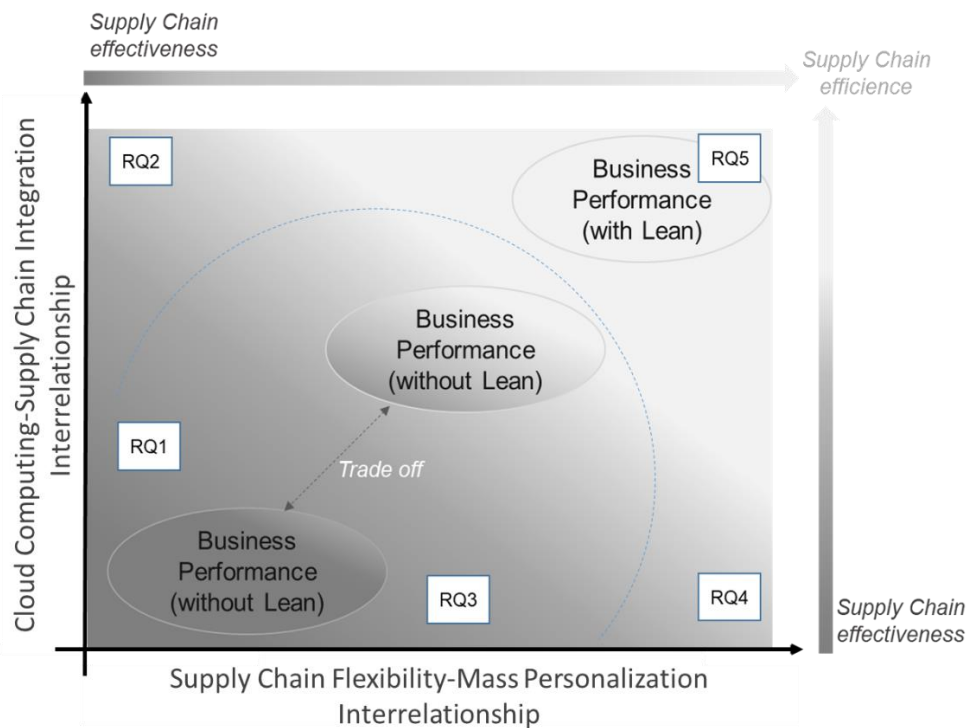 Supply Chain
effectiveness
Supply Chain
efficience
Cloud Computing-Supply Chain Integration
Interrelationship
RQ2
RQ5
Business
Performance
(with Lean)
Business
Performance
(without Lean)
RQ1
Trade off
Business
Performance
(without Lean)
RQ3
RQ4
Supply Chain
effectiveness
Supply Chain Flexibility-Mass Personalization
Interrelationship